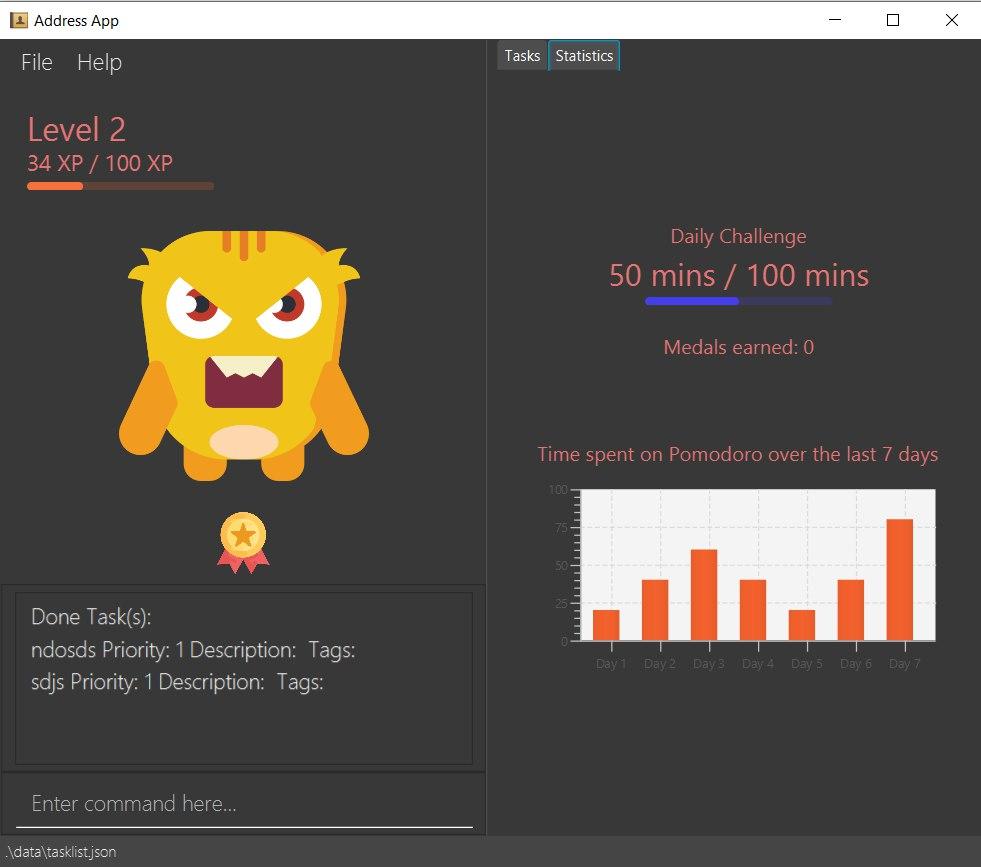 Address App
File Help
Level 2
34 XP / 100 XP
Done Task(s):
ndosds Priority: 1 Description: Tags:
sdjs Priority: 1 Description: Tags:
Enter command here...
.\data\tasklist.json
Tasks Statistics
Daily Challenge
50 mins / 100 mins
Medals earned: 0
Time spent on Pomodoro over the last 7 days
100
75
50
25
0
Day 1 Day 2 Day 3 Day 4 Day 5 Day 6 Day 7